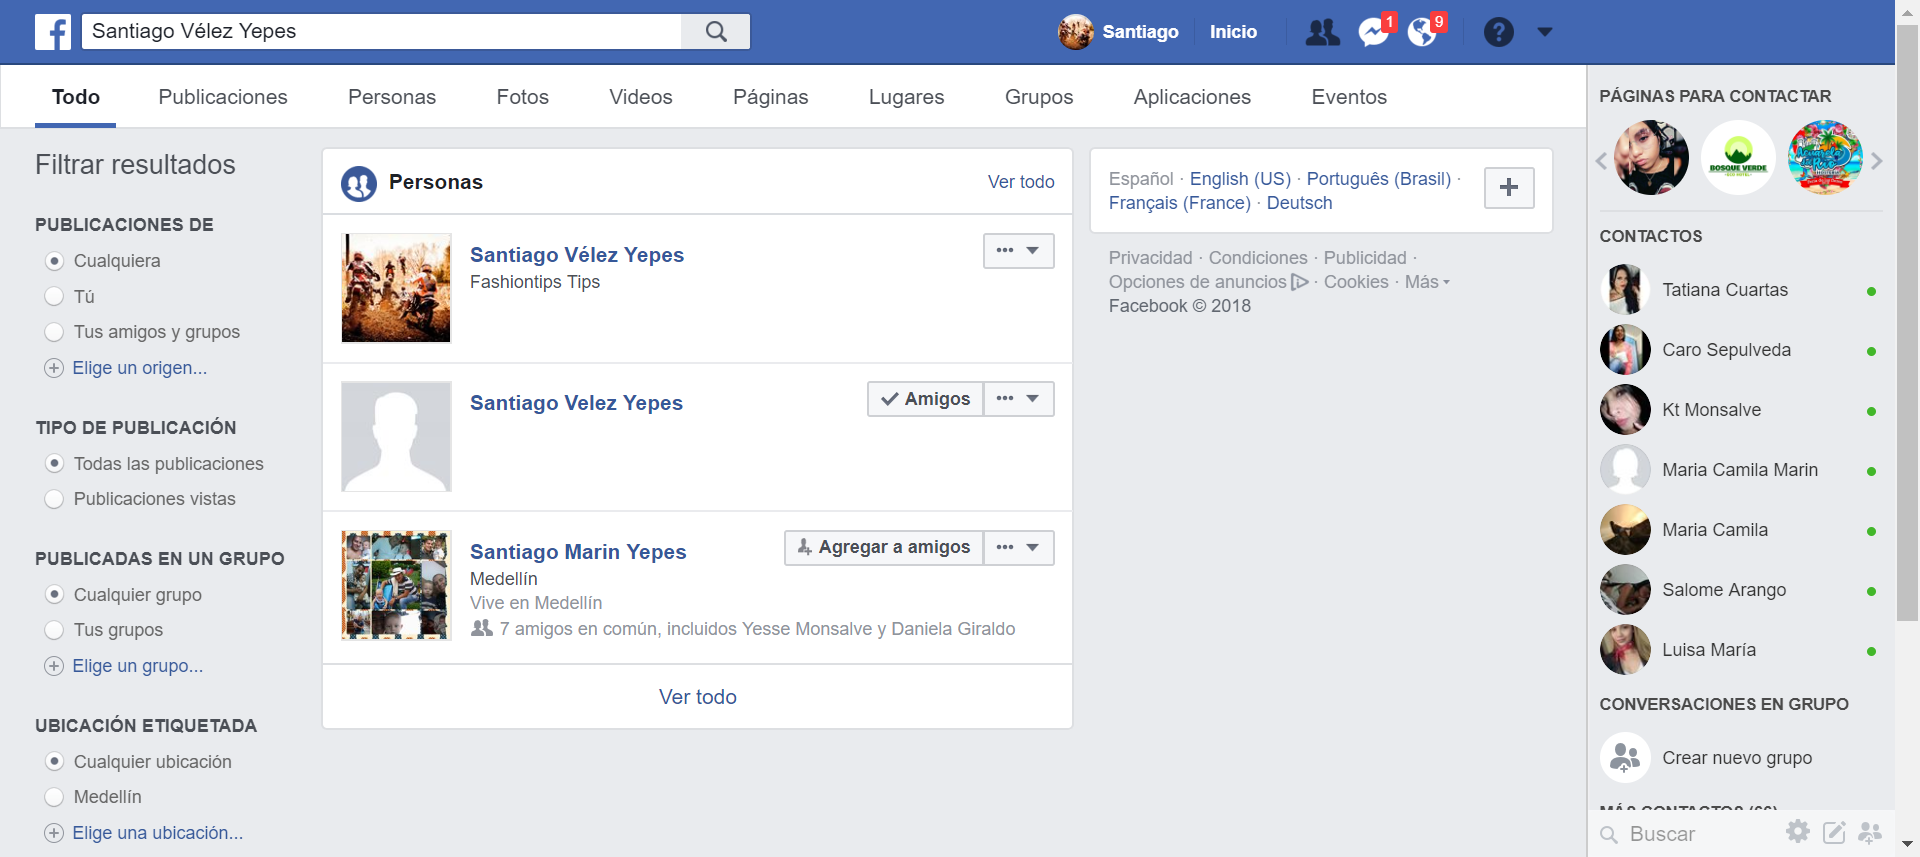 Santiago Vélez Yepes
Santiago
Inicio
1
9
Todo
Publicaciones
Personas
Fotos
Videos
Páginas
Lugares
Grupos
Aplicaciones
Eventos
Filtrar resultados
PUBLICACIONES DE
Cualquiera
Tú
Tus amigos y grupos
Elige un origen...
TIPO DE PUBLICACIÓN
Todas las publicaciones
Publicaciones vistas
PUBLICADAS EN UN GRUPO
Cualquier grupo
Tus grupos
Elige un grupo...
UBICACIÓN ETIQUETADA
Cualquier ubicación
Medellín
Elige una ubicación...
Personas
Ver todo
Santiago Vélez Yepes
Fashiontips Tips
Santiago Velez Yepes
Amigos
Santiago Marin Yepes
Agregar a amigos
Medellín
Vive en Medellín
7 amigos en común, incluidos Yesse Monsalve y Daniela Giraldo
Ver todo
Español · English (US) · Português (Brasil) ·
Français (France) · Deutsch
Privacidad · Condiciones · Publicidad ·
Opciones de anuncios · Cookies · Más
Facebook © 2018
PÁGINAS PARA CONTACTAR
BOSQUE VERDE
CONTACTOS
Tatiana Cuartas
Caro Sepulveda
Kt Monsalve
Maria Camila Marin
Maria Camila
Salome Arango
Luisa María
CONVERSACIONES EN GRUPO
Crear nuevo grupo
MÁS CONTACTOS (66)
Buscar